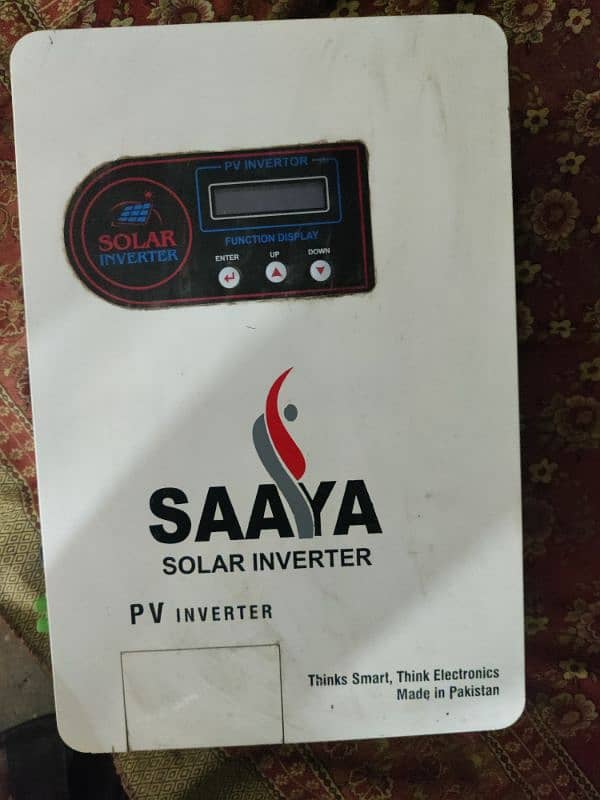 PV INVERTOR
SOLAR
INVERTER
FUNCTION DISPLAY
ENTER UP DOWN
SAAYA
SOLAR INVERTER
PV INVERTER
Thinks Smart, Think Electronics
Made in Pakistan